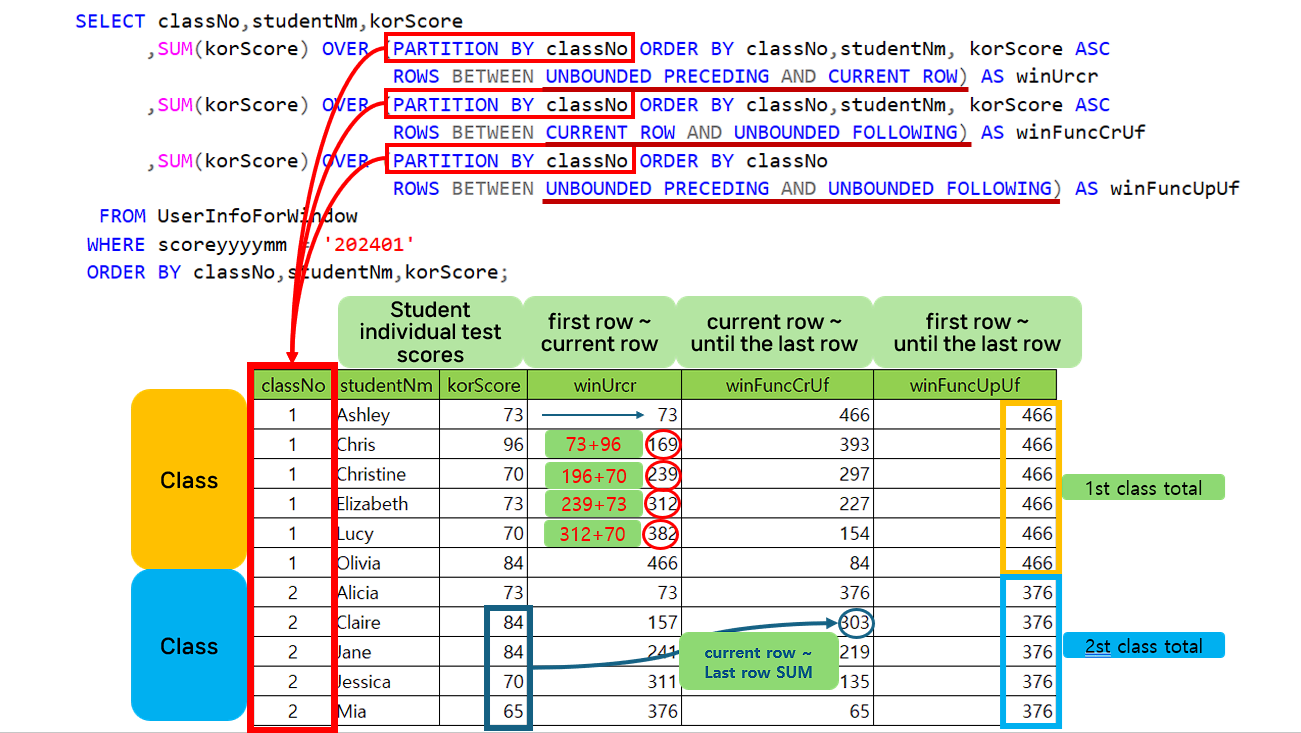 SELECT classNo,studentNm,korScore
,SUM(korScore) OVER (PARTITION BY classNo ORDER BY classNo,studentNm, korScore ASC
ROWS BETWEEN UNBOUNDED PRECEDING AND CURRENT ROW) AS winUrcr
,SUM(korScore) OVER (PARTITION BY classNo ORDER BY classNo,studentNm, korScore ASC
ROWS BETWEEN CURRENT ROW AND UNBOUNDED FOLLOWING) AS winFuncCrUf
,SUM(korScore) OVER (PARTITION BY classNo ORDER BY classNo
ROWS BETWEEN UNBOUNDED PRECEDING AND UNBOUNDED FOLLOWING) AS winFuncUpUf
FROM UserInfoForWindow
WHERE scoreyyyymm = '202401'
ORDER BY classNo,studentNm,korScore;
Student
individual test
scores
first row ~
current row
current row ~
until the last row
first row ~
until the last row
classNo studentNm korScore winUrcr winFuncCrUf winFuncUpUf
1 Ashley 73 73 466 466
1 Chris 96 73+96 169 393 466
1 Christine 70 196+70 239 297 466
1 Elizabeth 73 239+73 312 227 466
1 Lucy 70 312+70 382 154 466
1 Olivia 84 466 84 466
2 Alicia 73 73 376 376
2 Claire 84 157 303 376
2 Jane 84 241 219 376
2 Jessica 70 311 135 376
2 Mia 65 376 65 376
Class
Class
1st class total
2st class total
current row ~
Last row SUM